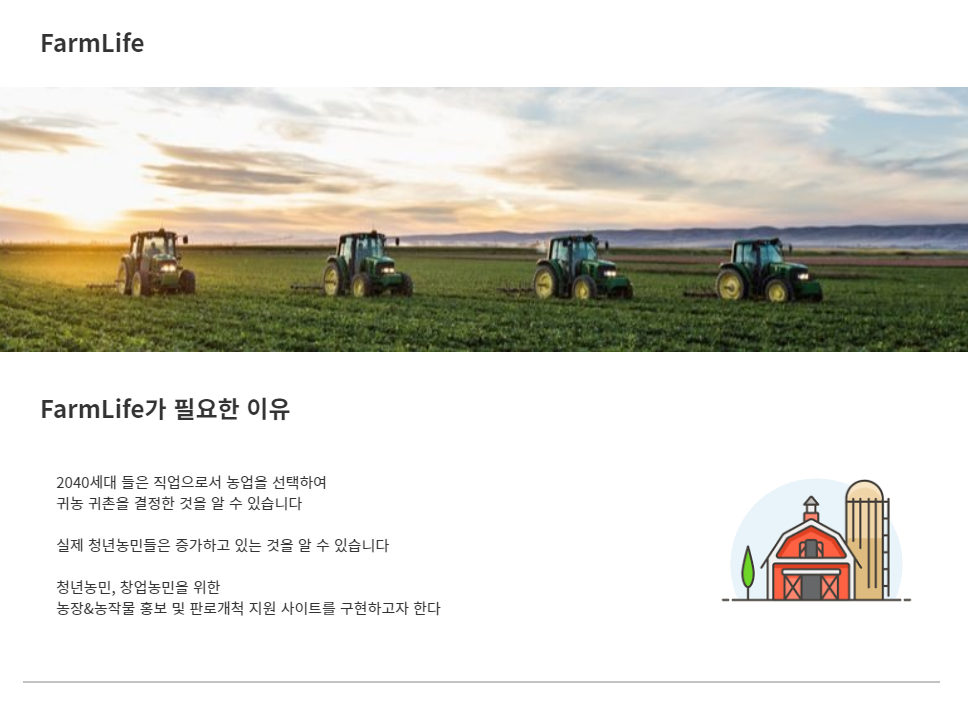 FarmLife
FarmLife가 필요한 이유
2040세대 들은 직업으로서 농업을 선택하여
귀농 귀촌을 결정한 것을 알 수 있습니다
실제 청년농민들은 증가하고 있는 것을 알 수 있습니다
청년농민, 창업농민을 위한
농장&농작물 홍보 및 판로개척 지원 사이트를 구현하고자 한다